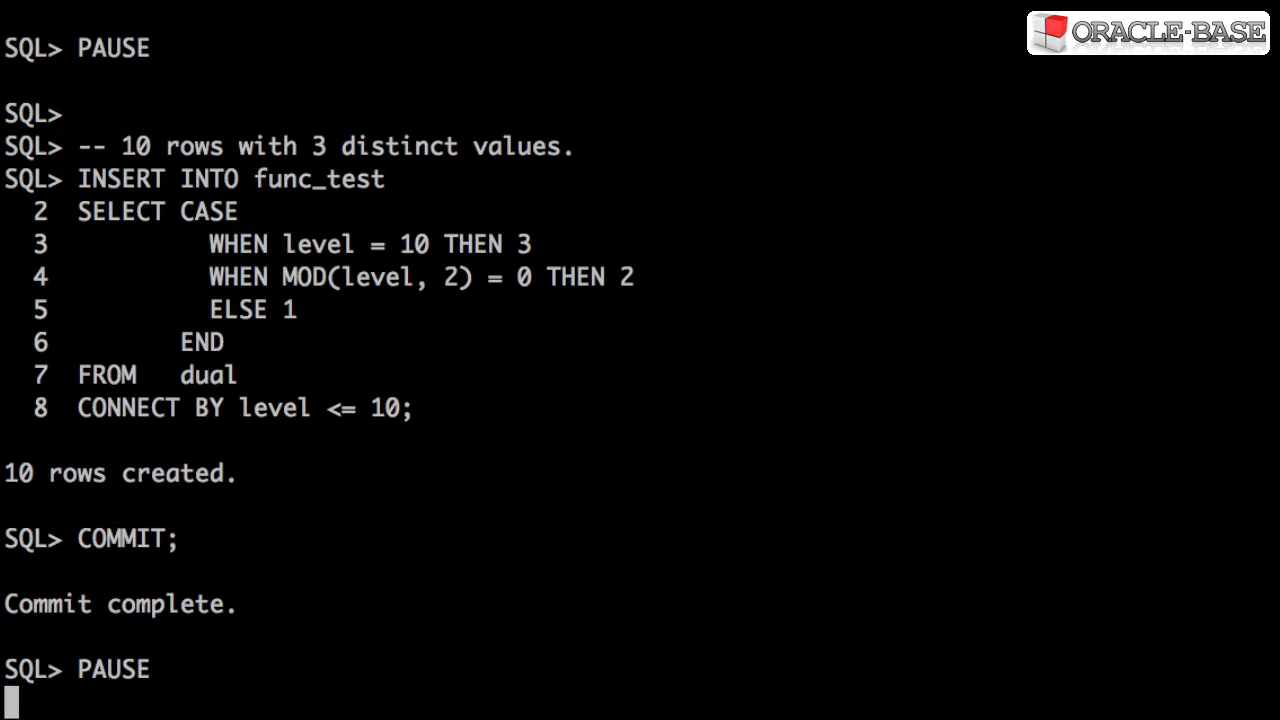 ORACLE-BASE
SQL> PAUSE
SQL>
SQL> -- 10 rows with 3 distinct values.
SQL> INSERT INTO func_test
  2  SELECT CASE
  3           WHEN level = 10 THEN 3
  4           WHEN MOD(level, 2) = 0 THEN 2
  5           ELSE 1
  6         END
  7  FROM   dual
  8  CONNECT BY level <= 10;
10 rows created.
SQL> COMMIT;
Commit complete.
SQL> PAUSE